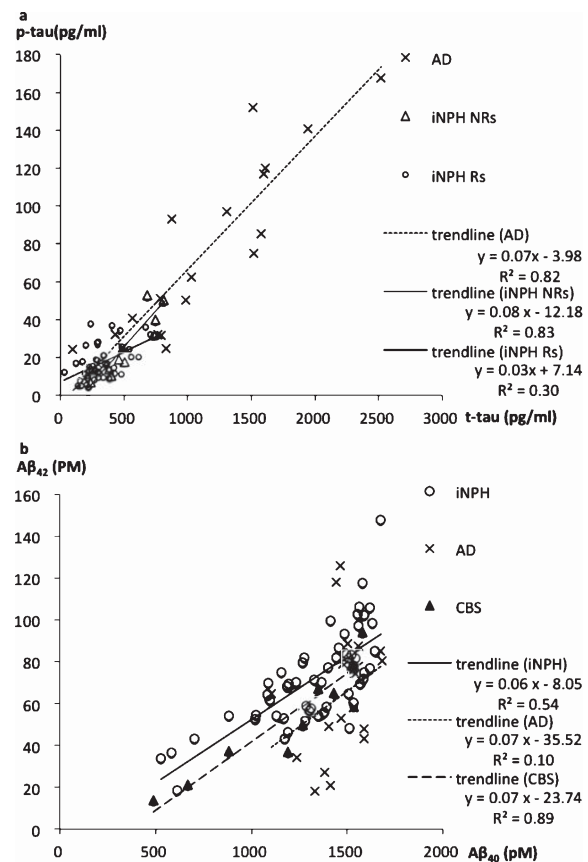 a
p-tau(pg/ml)
180
160
140
120
100
80
60
40
20
0
0 500 1000 1500 2000 2500 3000
t-tau (pg/ml)
AD
iNPH NRs
iNPH Rs
trendline (AD)
y = 0.07x - 3.98
R² = 0.82
trendline (iNPH NRs)
y = 0.08x - 12.18
R² = 0.83
trendline (iNPH Rs)
y = 0.03x + 7.14
R² = 0.30
b
Aβ42 (PM)
160
140
120
100
80
60
40
20
0
0 500 1000 1500 2000
Aβ40 (pM)
iNPH
AD
CBS
trendline (iNPH)
y = 0.06 x - 8.05
R² = 0.54
trendline (AD)
y = 0.07 x - 35.52
R² = 0.10
trendline (CBS)
y = 0.07 x - 23.74
R² = 0.89